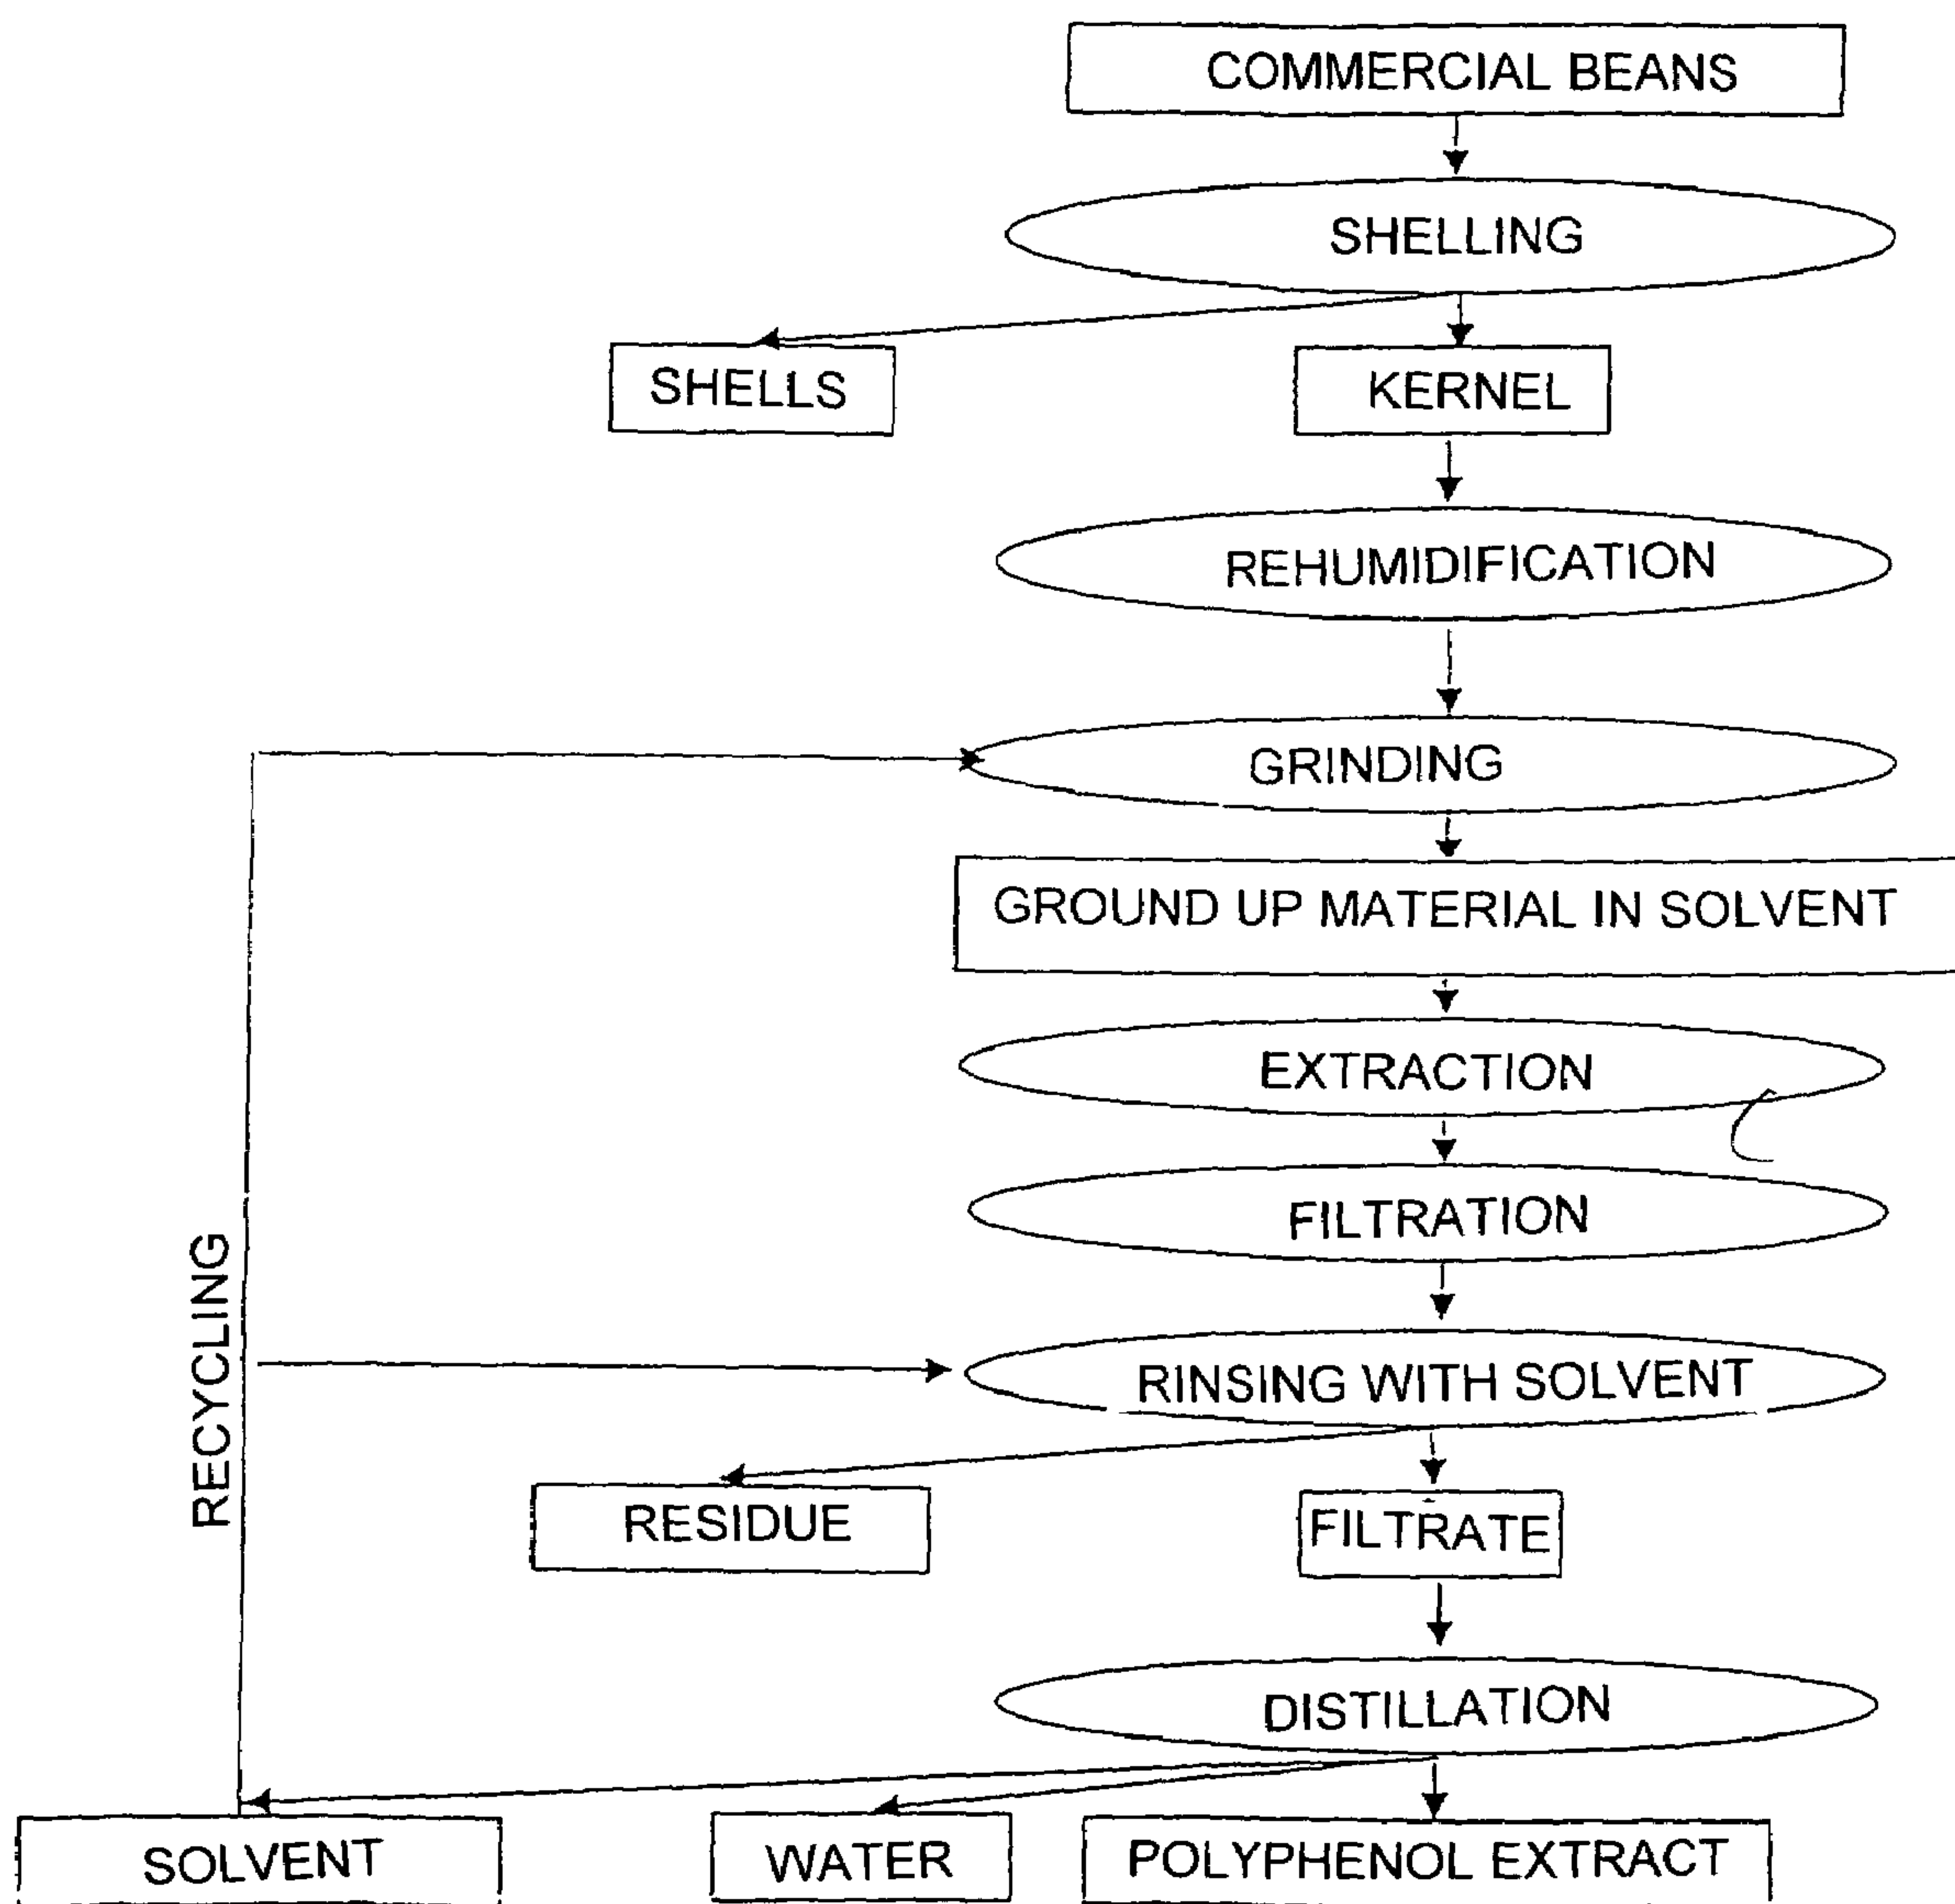 COMMERCIAL BEANS
SHELLING
SHELLS
KERNEL
REHUMIDIFICATION
GRINDING
GROUND UP MATERIAL IN SOLVENT
EXTRACTION
FILTRATION
RECYCLING
RINSING WITH SOLVENT
RESIDUE
FILTRATE
DISTILLATION
SOLVENT
WATER
POLYPHENOL EXTRACT